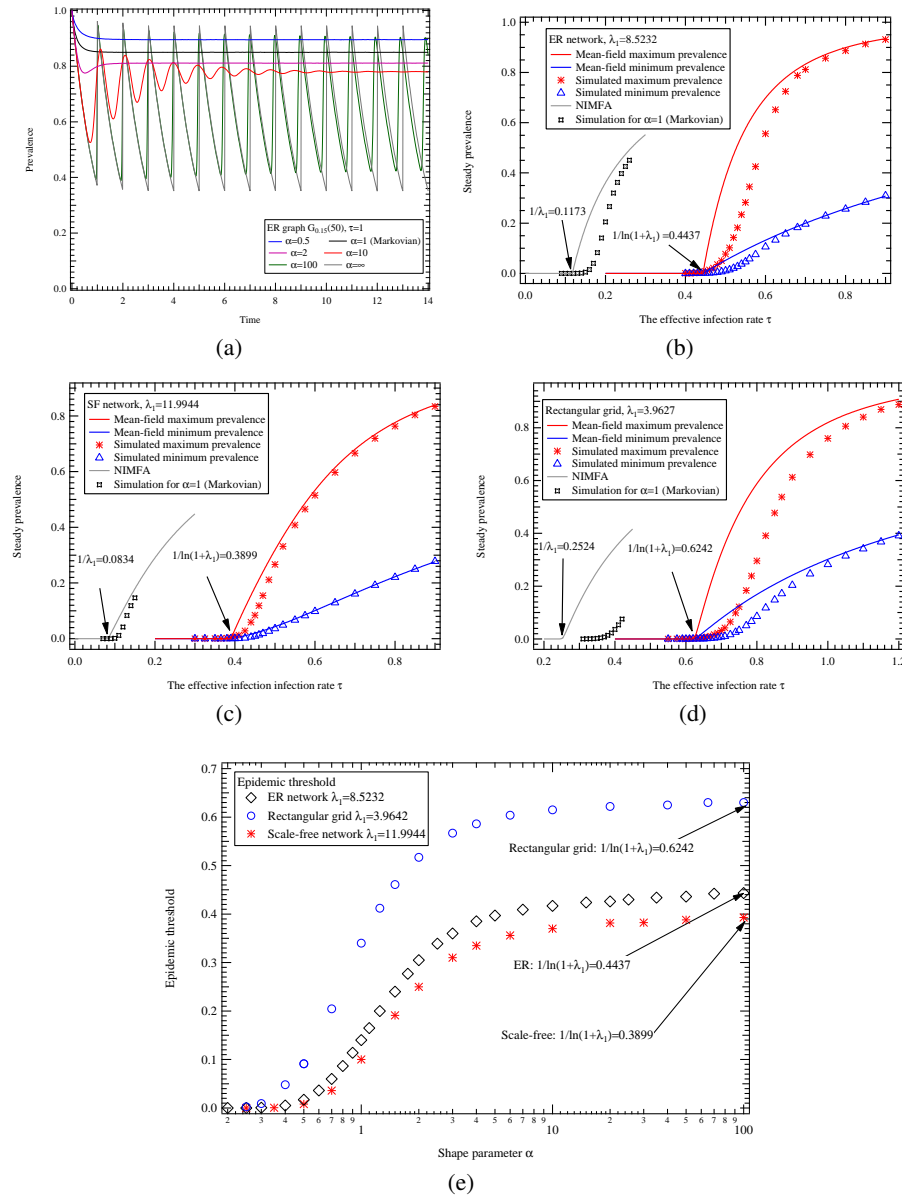 1.0
0.8
0.6
0.4
0.2
0.0
Prevalence
ER graph G0.15(50), τ=1
α=0.5
α=1 (Markovian)
α=2
α=10
α=100
α=∞
0 2 4 6 8 10 12 14
Time
(a)
1.0
0.8
0.6
0.4
0.2
0.0
Steady prevalence
ER network, λ1=8.5232
Mean-field maximum prevalence
Mean-field minimum prevalence
Simulated maximum prevalence
Simulated minimum prevalence
NIMFA
Simulation for α=1 (Markovian)
1/λ1=0.1173
1/ln(1+λ1)=0.4437
0.0 0.2 0.4 0.6 0.8
The effective infection rate τ
(b)
0.8
0.6
0.4
0.2
0.0
Steady prevalence
SF network, λ1=11.9944
Mean-field maximum prevalence
Mean-field minimum prevalence
Simulated maximum prevalence
Simulated minimum prevalence
NIMFA
Simulation for α=1 (Markovian)
1/λ1=0.0834
1/ln(1+λ1)=0.3899
0.0 0.2 0.4 0.6 0.8
The effective infection infection rate τ
(c)
0.8
0.6
0.4
0.2
0.0
Steady prevalence
Rectangular grid, λ1=3.9627
Mean-field maximum prevalence
Mean-field minimum prevalence
Simulated maximum prevalence
Simulated minimum prevalence
NIMFA
Simulation for α=1 (Markovian)
1/λ1=0.2524
1/ln(1+λ1)=0.6242
0.2 0.4 0.6 0.8 1.0 1.2
The effective infection rate τ
(d)
0.7
0.6
0.5
0.4
0.3
0.2
0.1
0.0
Epidemic threshold
Epidemic threshold
ER network λ1=8.5232
Rectangular grid λ1=3.9642
Scale-free network λ1=11.9944
Rectangular grid: 1/ln(1+λ1)=0.6242
ER: 1/ln(1+λ1)=0.4437
Scale-free: 1/ln(1+λ1)=0.3899
2 3 4 5 6 7 8 9 1 2 3 4 5 6 7 8 9 10 2 3 4 5 6 7 8 9 100
Shape parameter α
(e)